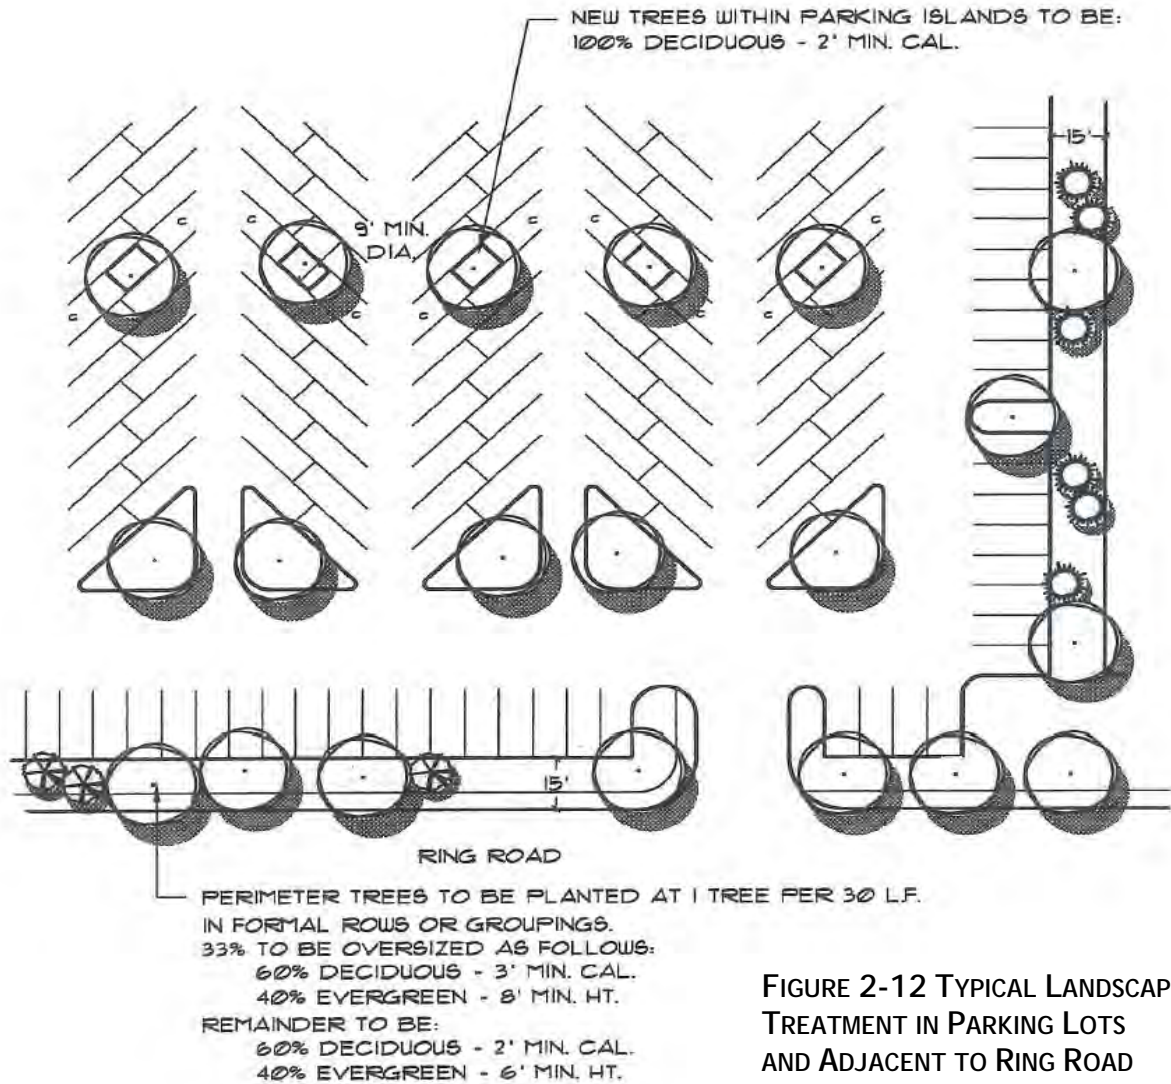 NEW TREES WITHIN PARKING ISLANDS TO BE:
100% DECIDUOUS - 2' MIN. CAL.
15'
9' MIN.
DIA.
C C C C C
C C C C C
15'
RING ROAD
PERIMETER TREES TO BE PLANTED AT 1 TREE PER 30 L.F.
IN FORMAL ROWS OR GROUPINGS.
33% TO BE OVERSIZED AS FOLLOWS:
60% DECIDUOUS - 3' MIN. CAL.
40% EVERGREEN - 8' MIN. HT.
REMAINDER TO BE:
60% DECIDUOUS - 2' MIN. CAL.
40% EVERGREEN - 6' MIN. HT.
FIGURE 2-12 TYPICAL LANDSCAP
TREATMENT IN PARKING LOTS
AND ADJACENT TO RING ROAD